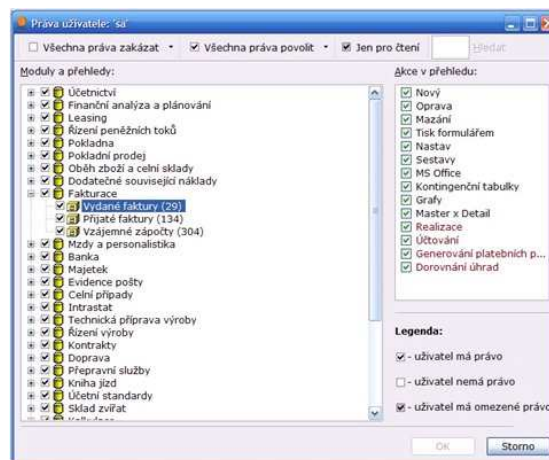 Práva uživatele: 'sa'
Všechna práva zakázat
Všechna práva povolit
Jen pro čtení
Hledat
Moduly a přehledy:
Účetnictví
Finanční analýza a plánování
Leasing
Řízení peněžních toků
Pokladna
Pokladní prodej
Oběh zboží a celní sklady
Dodatečné související náklady
Fakturace
Vydané faktury (29)
Přijaté faktury (134)
Vzájemné zápočty (304)
Mzdy a personalistika
Banka
Majetek
Evidence pošty
Celní případy
Intrastat
Technická příprava výroby
Řízení výroby
Kontrakty
Doprava
Přepravní služby
Kniha jízd
Účetní standardy
Sklad zvířat
Kalkulace
Akce v přehledu:
Nový
Oprava
Mazání
Tisk formulářem
Nastav
Sestavy
MS Office
Kontingenční tabulky
Grafy
Master x Detail
Realizace
Účtování
Generování platebních p...
Dorovnání úhrad
Legenda:
- uživatel má právo
- uživatel nemá právo
- uživatel má omezené právo
OK
Storno